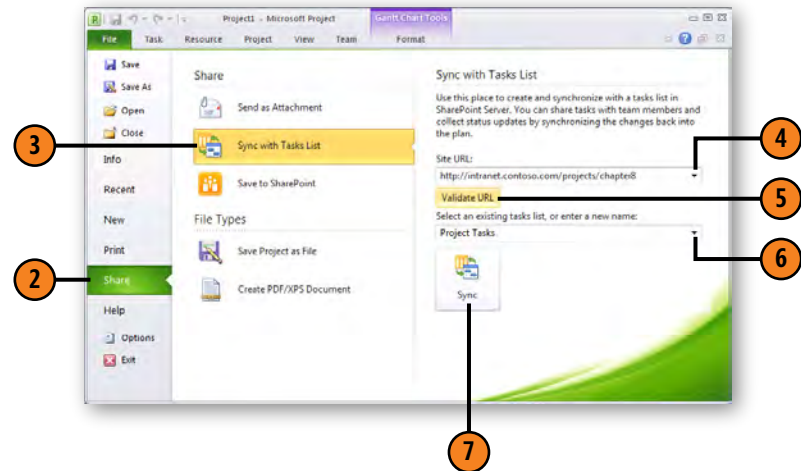 Project1 - Microsoft Project
Gantt Chart Tools
File Task Resource Project View Team Format
Save
Save As
Open
Close
Info
Recent
New
Print
Share
Help
Options
Exit
Share
Send as Attachment
Sync with Tasks List
Save to SharePoint
File Types
Save Project as File
Create PDF/XPS Document
Sync with Tasks List
Use this place to create and synchronize with a tasks list in
SharePoint Server. You can share tasks with team members and
collect status updates by synchronizing the changes back into
the plan.
Site URL:
http://intranet.contoso.com/projects/chapter8
Validate URL
Select an existing tasks list, or enter a new name:
Project Tasks
Sync
2
3
4
5
6
7